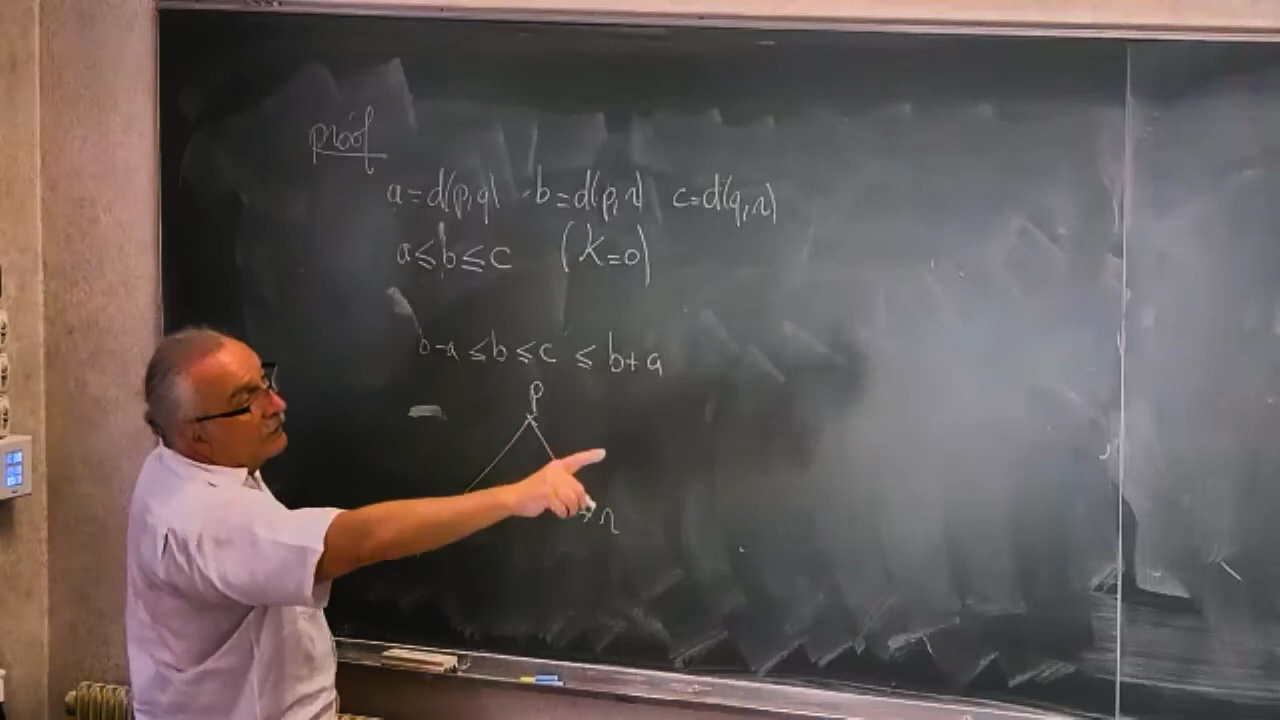 proof
a=d(p,q) b=d(p,r) c=d(q,r)
a≤b≤c (K=0)
b-a ≤b ≤c ≤ b+a
p
r